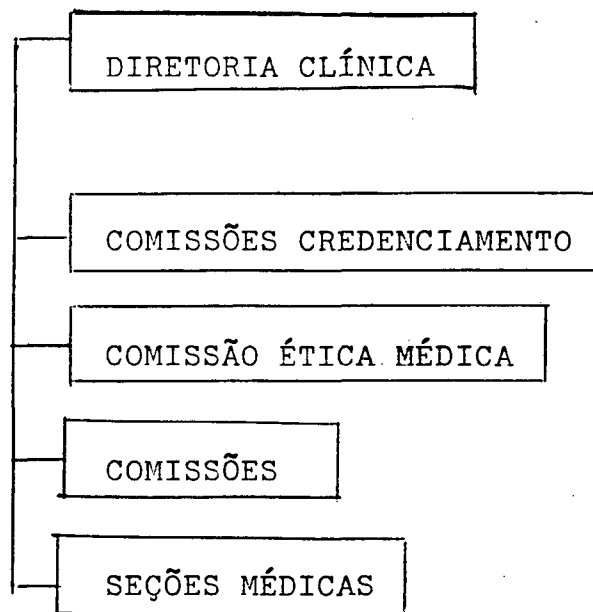 DIRETORIA CLÍNICA
COMISSÕES CREDENCIAMENTO
COMISSÃO ÉTICA MÉDICA
COMISSÕES
SEÇÕES MÉDICAS